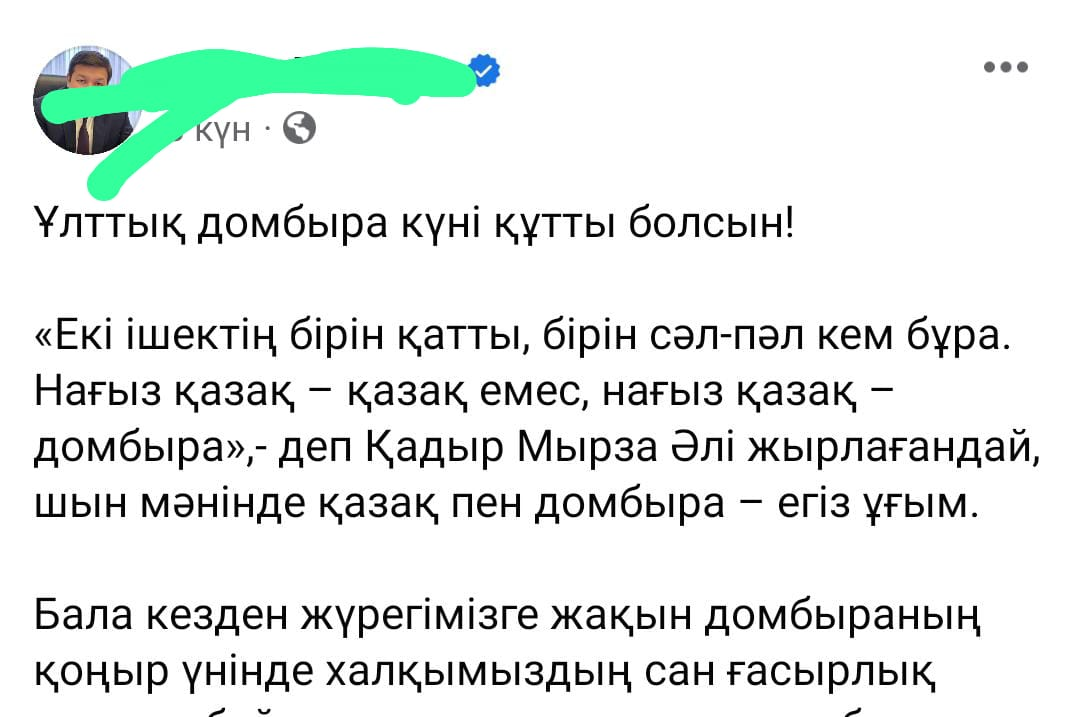 күн ·
Ұлттық домбыра күні құтты болсын!
«Екі ішектің бірін қатты, бірін сәл-пәл кем бұра.
Нағыз қазақ – қазақ емес, нағыз қазақ –
домбыра»,- деп Қадыр Мырза Әлі жырлағандай,
шын мәнінде қазақ пен домбыра – егіз ұғым.
Бала кезден жүрегімізге жақын домбыраның
қоңыр үнінде халқымыздың сан ғасырлық